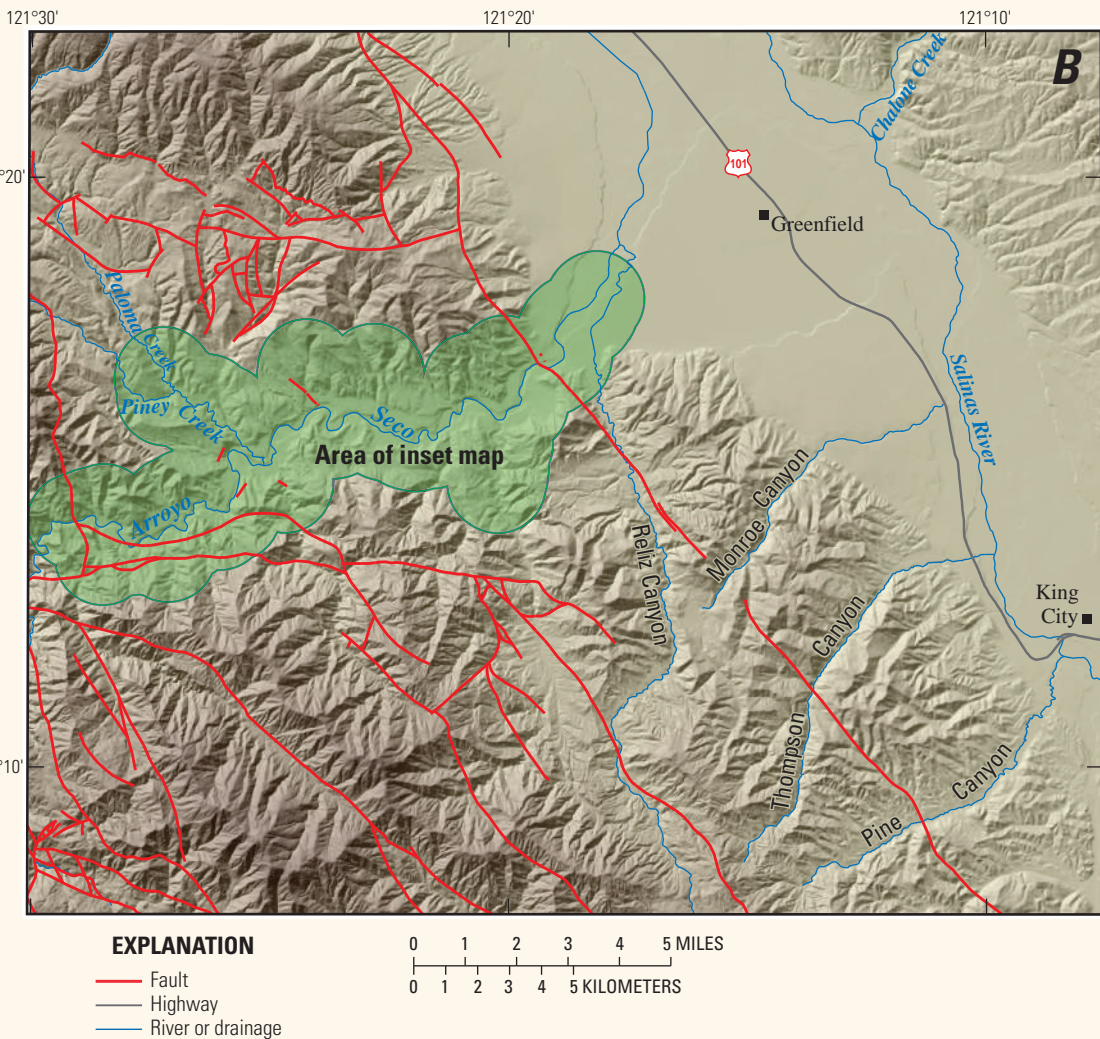 121°30'
121°20'
121°10'
B
Chalone Creek
101
°20'
Greenfield
Paloma Creek
Piney Creek
Seco
Area of inset map
Salinas River
Arroyo
Monroe Canyon
Reliz Canyon
King
City
Thompson Canyon
°10'
Pine Canyon
EXPLANATION
Fault
Highway
River or drainage
0 1 2 3 4 5 MILES
0 1 2 3 4 5 KILOMETERS